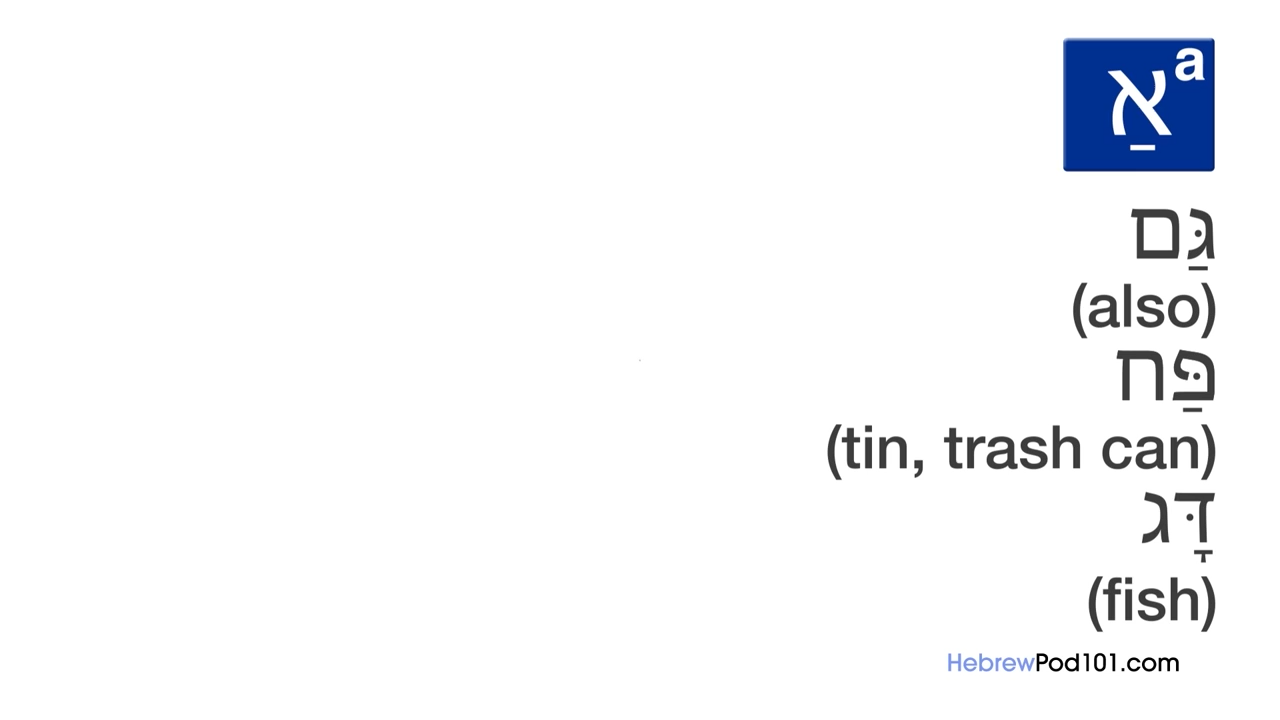 אַ a
גַּם
(also)
פַּח
(tin, trash can)
דָּג
(fish)
HebrewPod101.com